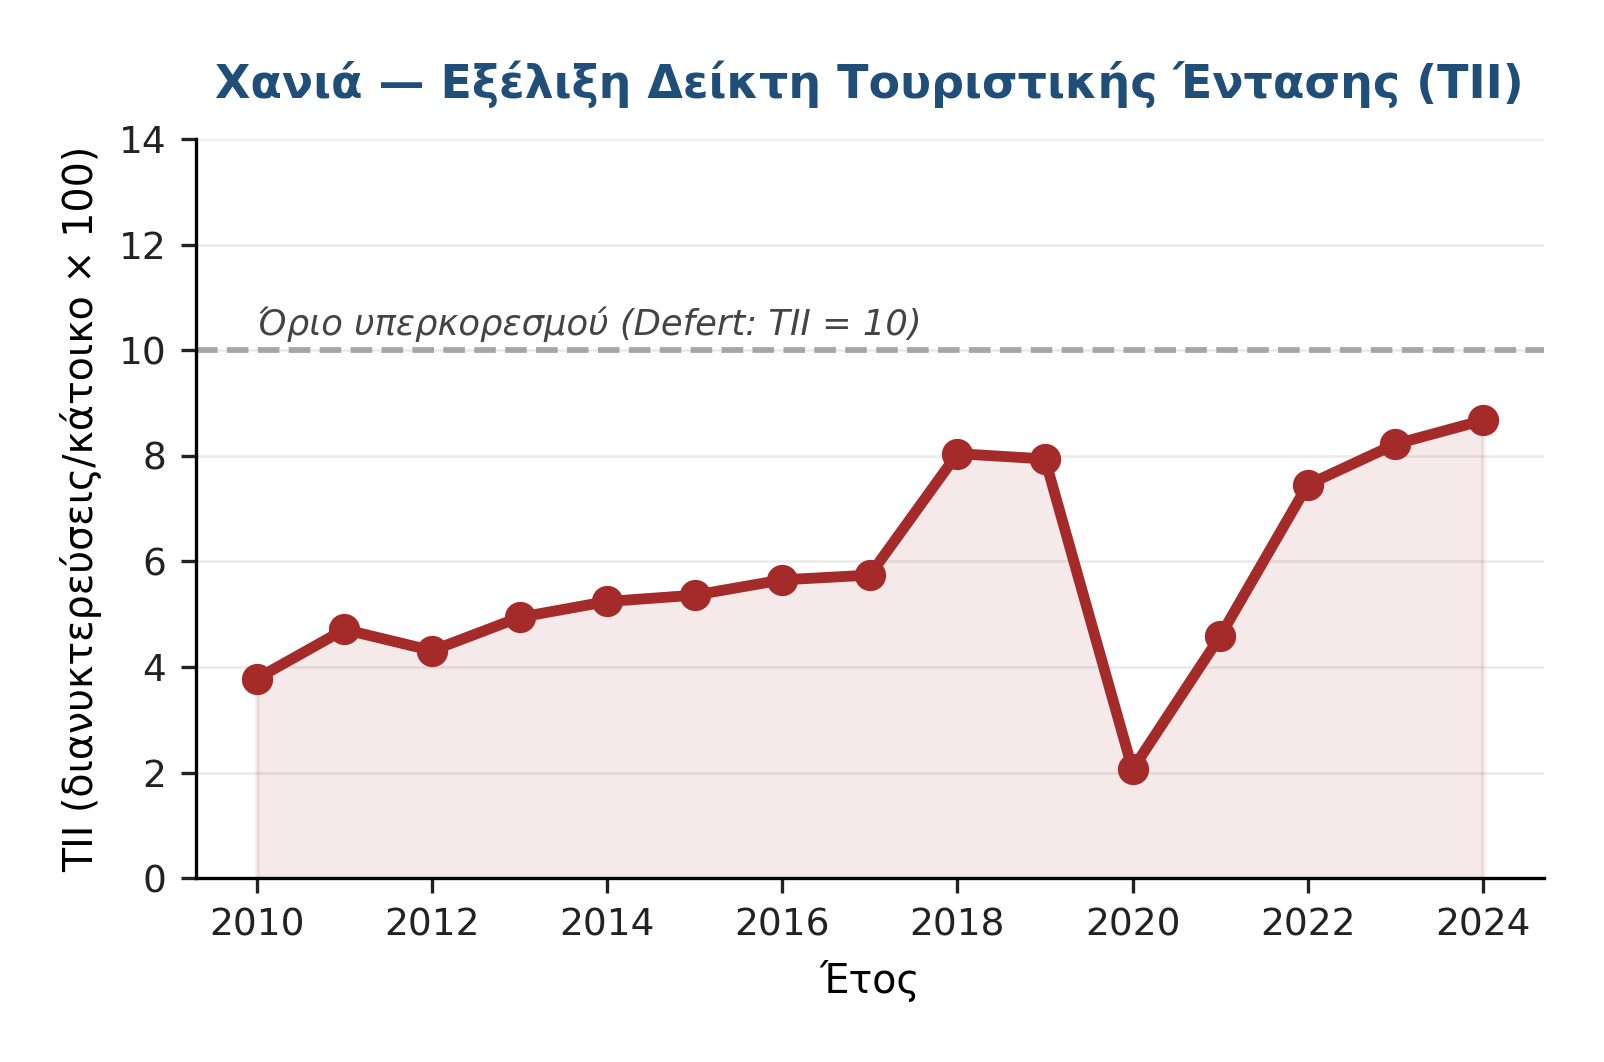 Χανιά — Εξέλιξη Δείκτη Τουριστικής Έντασης (TII)
TII (διανυκτερεύσεις/κάτοικο × 100)
14
12
10
8
6
4
2
0
Όριο υπερκορεσμού (Defert: TII = 10)
2010 2012 2014 2016 2018 2020 2022 2024
Έτος